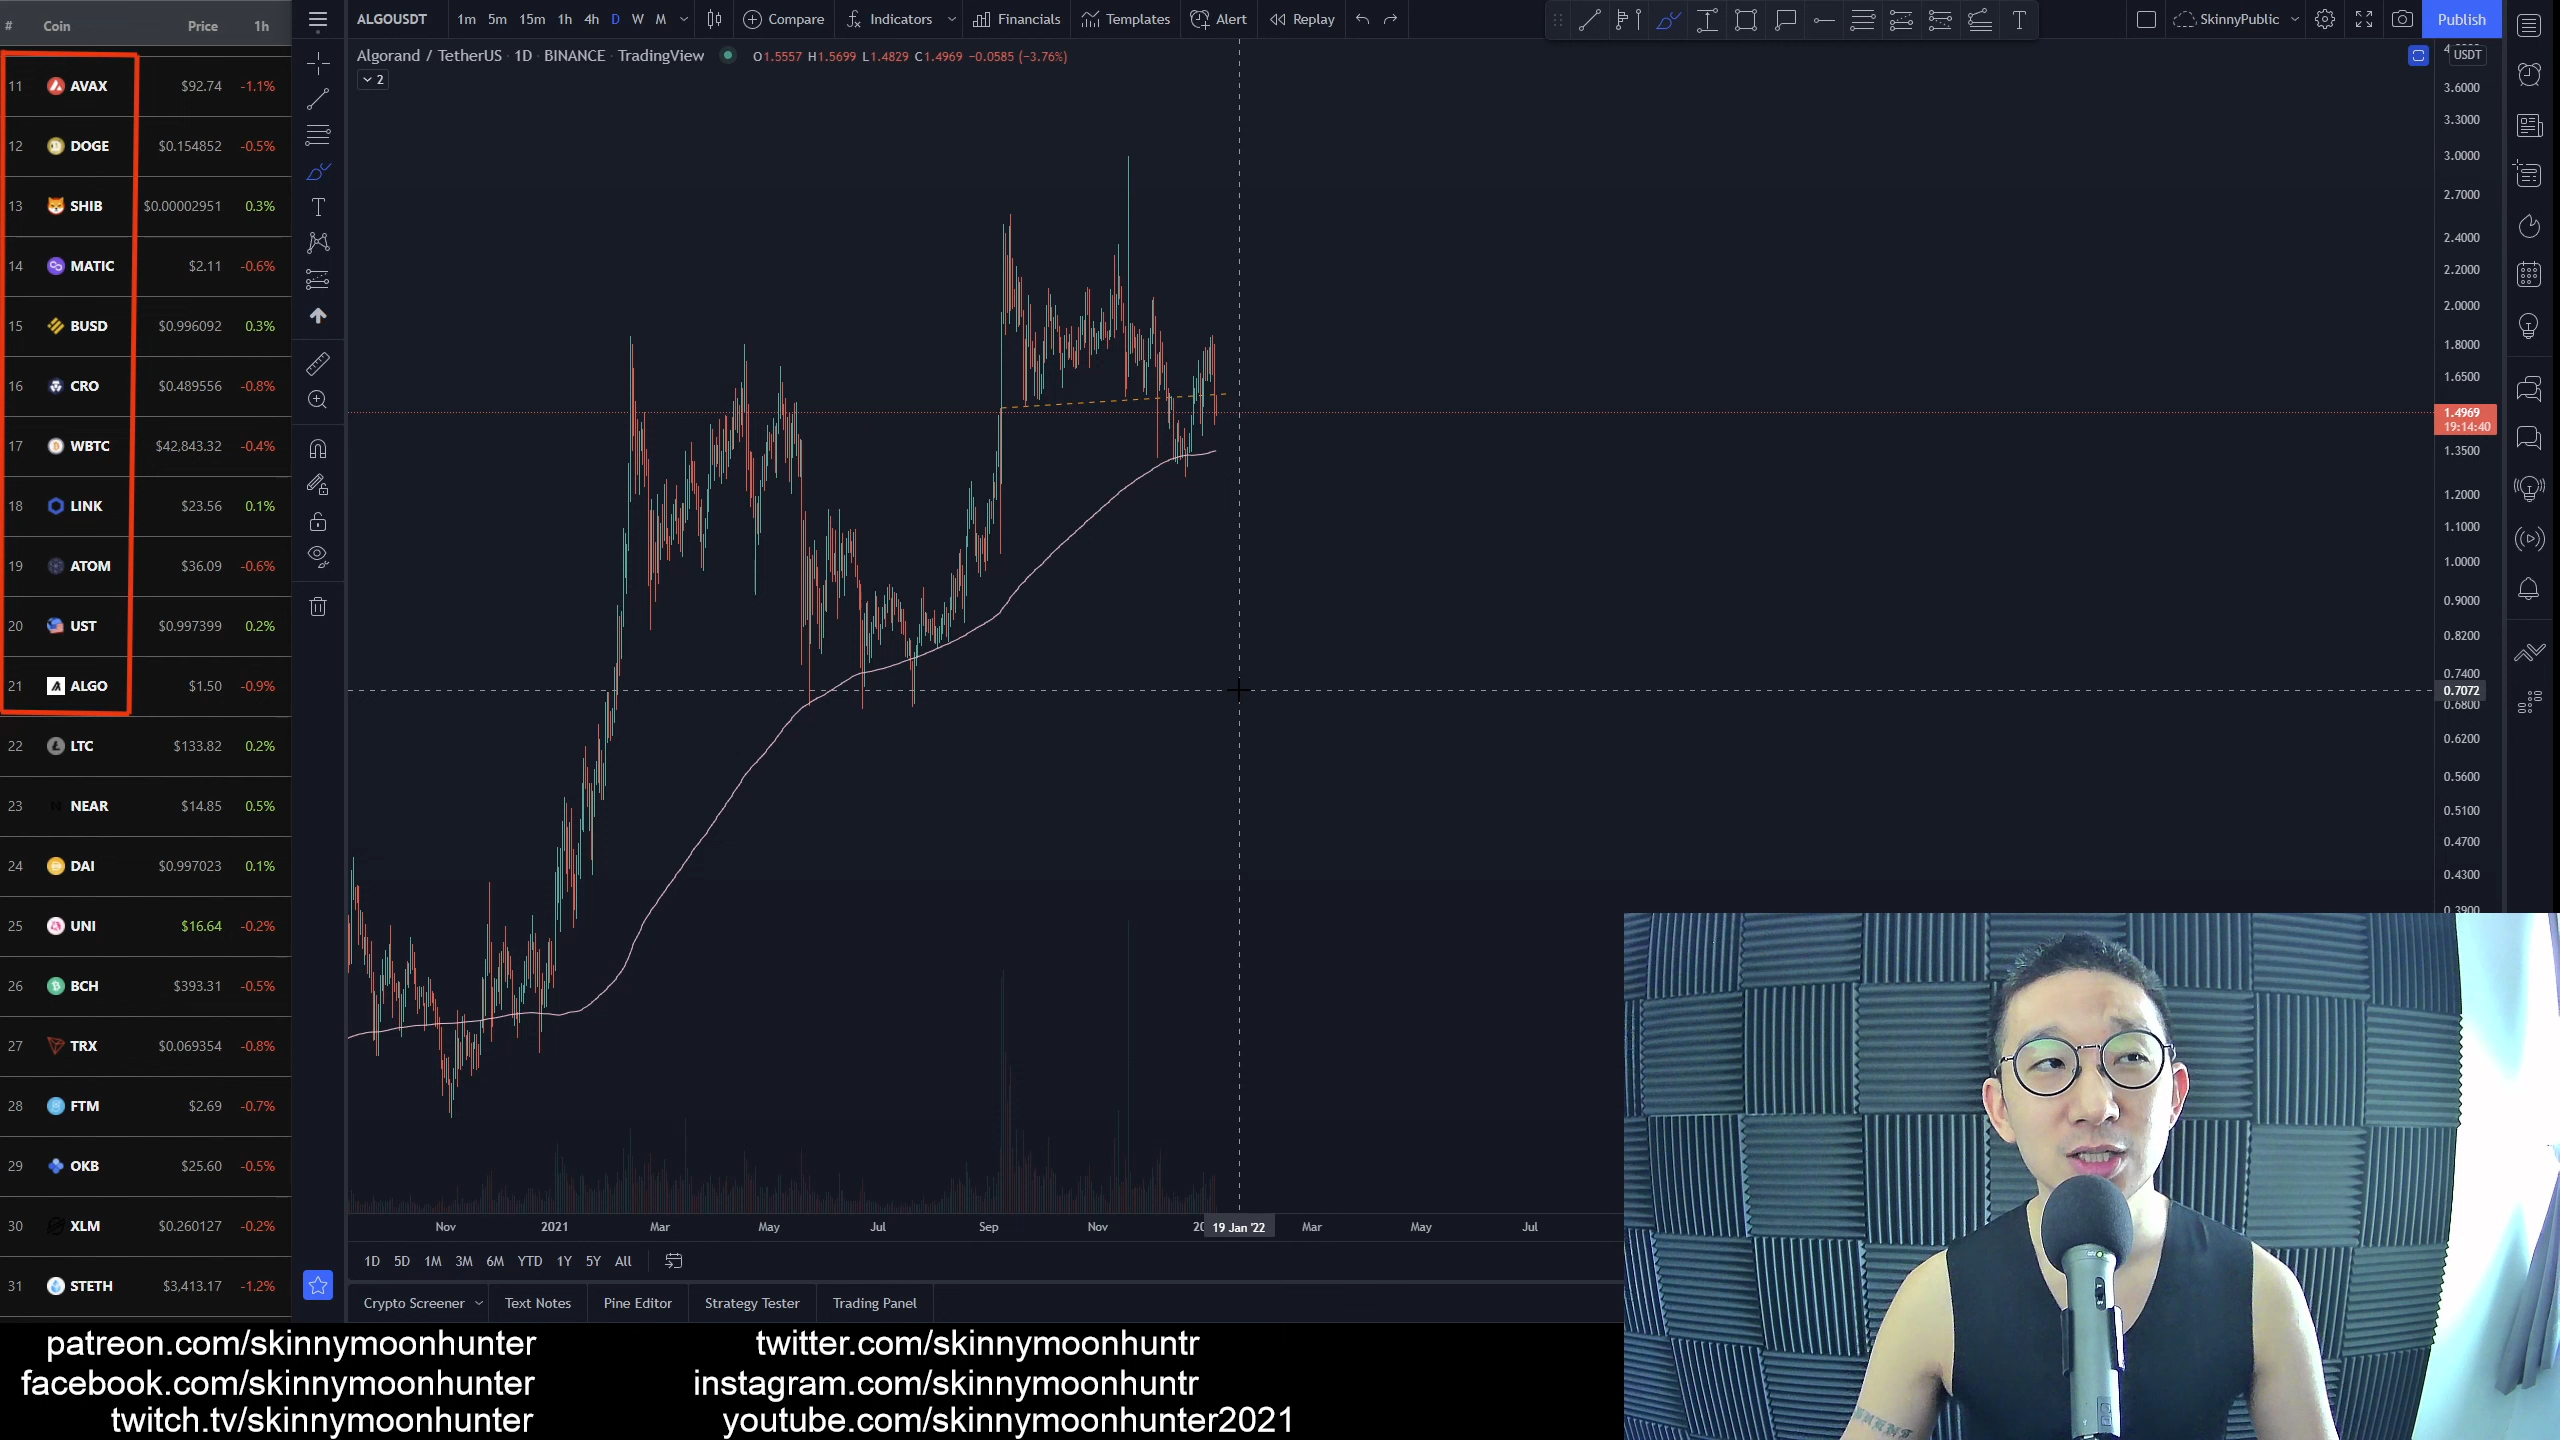 # Coin Price 1h
11 AVAX $92.74 -1.1%
12 DOGE $0.154852 -0.5%
13 SHIB $0.00002951 0.3%
14 MATIC $2.11 -0.6%
15 BUSD $0.996092 0.3%
16 CRO $0.489556 -0.8%
17 WBTC $42,843.32 -0.4%
18 LINK $23.56 0.1%
19 ATOM $36.09 -0.6%
20 UST $0.997399 0.2%
21 ALGO $1.50 -0.9%
22 LTC $133.82 0.2%
23 NEAR $14.85 0.5%
24 DAI $0.997023 0.1%
25 UNI $16.64 -0.2%
26 BCH $393.31 -0.5%
27 TRX $0.069354 -0.8%
28 FTM $2.69 -0.7%
29 OKB $25.60 -0.5%
30 XLM $0.260127 -0.2%
31 STETH $3,413.17 -1.2%
ALGOUSDT 1m 5m 15m 1h 4h D W M Compare Indicators Financials Templates Alert Replay SkinnyPublic Publish
Algorand / TetherUS · 1D · BINANCE · TradingView O1.5557 H1.5699 L1.4829 C1.4969 -0.0585 (-3.76%)
2
USDT
3.6000
3.3000
3.0000
2.7000
2.4000
2.2000
2.0000
1.8000
1.6500
1.4969
19:14:40
1.3500
1.2000
1.1000
1.0000
0.9000
0.8200
0.7400
0.7072
0.6800
0.6200
0.5600
0.5100
0.4700
0.4300
0.3900
Nov 2021 Mar May Jul Sep Nov 19 Jan '22 Mar May Jul
1D 5D 1M 3M 6M YTD 1Y 5Y All
Crypto Screener Text Notes Pine Editor Strategy Tester Trading Panel
patreon.com/skinnymoonhunter
facebook.com/skinnymoonhunter
twitch.tv/skinnymoonhunter
twitter.com/skinnymoonhuntr
instagram.com/skinnymoonhuntr
youtube.com/skinnymoonhunter2021